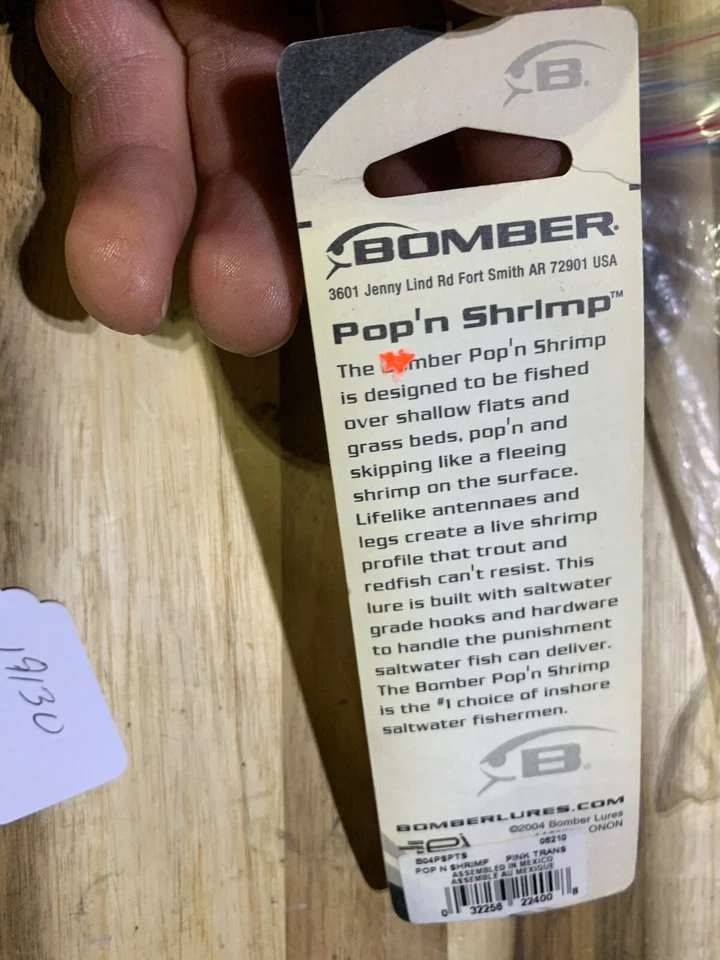 B.
BOMBER.
3601 Jenny Lind Rd Fort Smith AR 72901 USA
Pop'n ShrImp™
The mber Pop'n Shrimp
is designed to be fished
over shallow flats and
grass beds, pop'n and
skipping like a fleeing
shrimp on the surface.
Lifelike antennaes and
legs create a live shrimp
profile that trout and
redfish can't resist. This
lure is built with saltwater
grade hooks and hardware
to handle the punishment
saltwater fish can deliver.
The Bomber Pop'n Shrimp
is the #1 choice of inshore
saltwater fishermen.
B.
BOMBERLURES.COM
©2004 Bomber Lures
ONON
06210
B04PSPTS
POP N SHRIMP PINK TRANS
ASSEMBLED IN MEXICO
ASSEMBLE AU MEXIQUE
0 32256 22400 8
19130